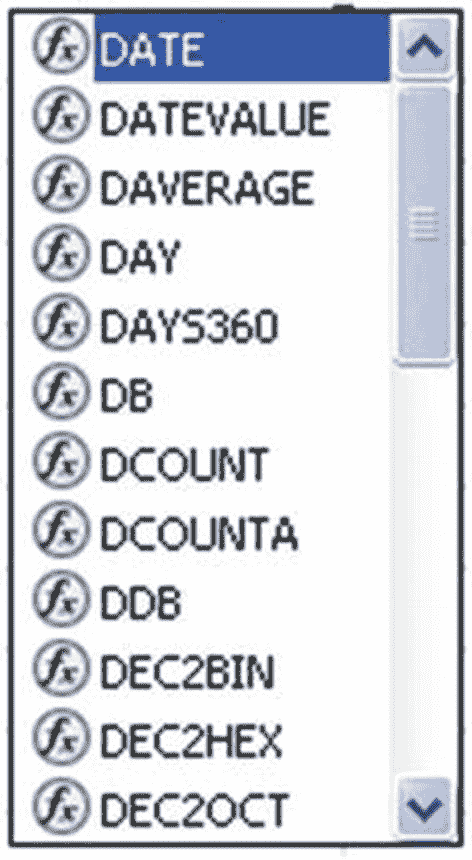 DATE
DATEVALUE
DAVERAGE
DAY
DAYS360
DB
DCOUNT
DCOUNTA
DDB
DEC2BIN
DEC2HEX
DEC2OCT